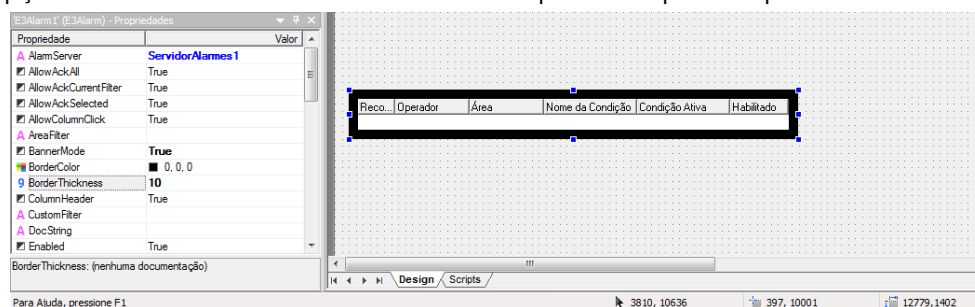 'E3Alarm1' (E3Alarm) - Propriedades
Propriedade Valor
AlarmServer ServidorAlarmes1
AllowAckAll True
AllowAckCurrentFilter True
AllowAckSelected True
AllowColumnClick True
AreaFilter
BannerMode True
BorderColor 0, 0, 0
BorderThickness 10
ColumnHeader True
CustomFilter
DocString
Enabled True
BorderThickness: (nenhuma documentação)
Reco... Operador Área Nome da Condição Condição Ativa Habilitado
Design Scripts
Para Ajuda, pressione F1 3810, 10636 397, 10001 12779,1402